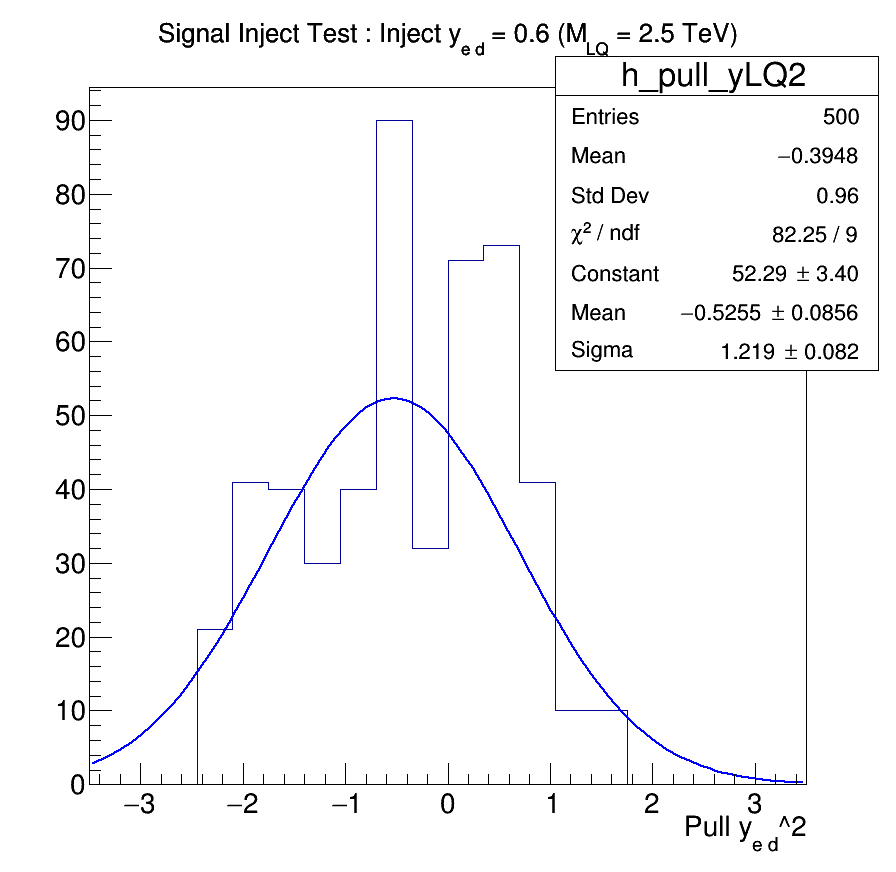 Signal Inject Test : Inject y_{e d} = 0.6 (M_{LQ} = 2.5 TeV)
h_pull_yLQ2
Entries 500
Mean −0.3948
Std Dev 0.96
χ² / ndf 82.25 / 9
Constant 52.29 ± 3.40
Mean −0.5255 ± 0.0856
Sigma 1.219 ± 0.082
90
80
70
60
50
40
30
20
10
0
−3 −2 −1 0 1 2 3
Pull y_{e d}^2